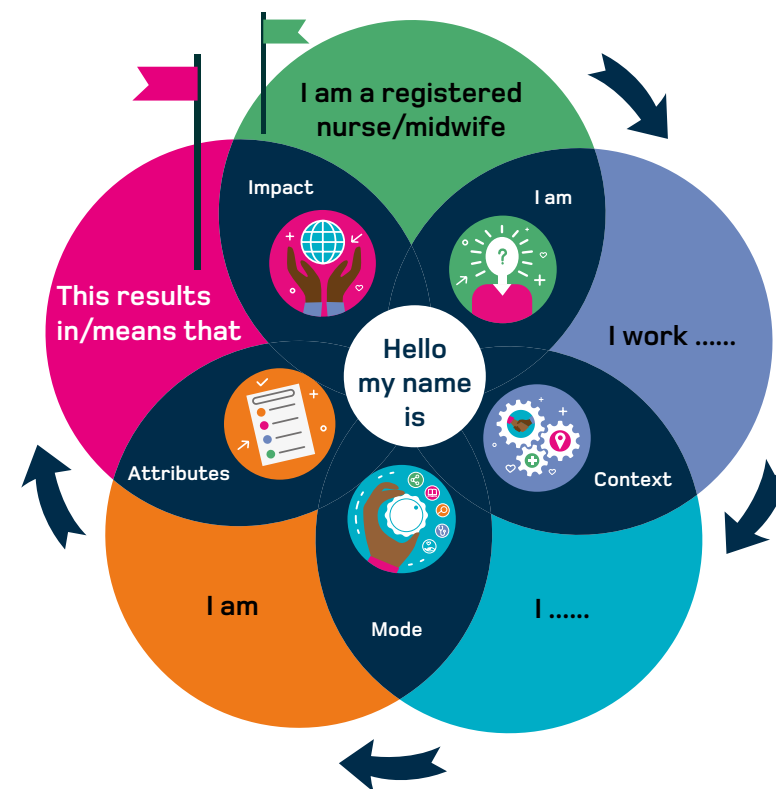 I am a registered
nurse/midwife
Impact
I am
This results
in/means that
I work ......
Hello
my name
is
Attributes
Context
I am
I ......
Mode
?